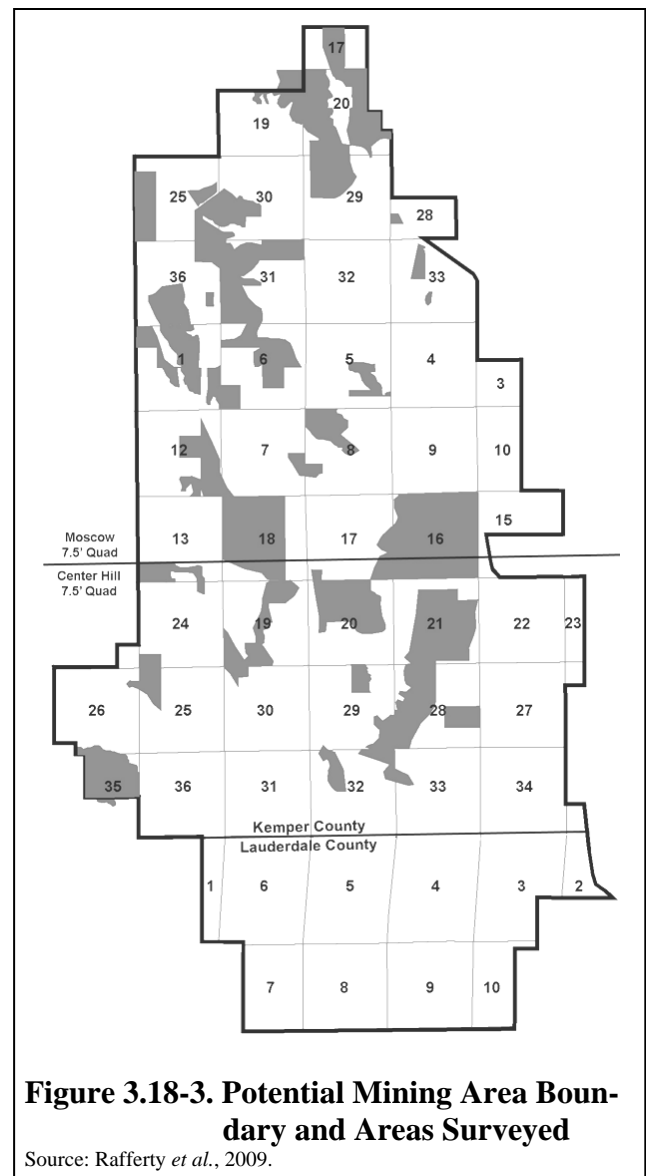 17
20
19
25 30 29
28
36 31 32 33
1 6 5 4
3
12 7 8 9 10
15
13 18 17 16
Moscow
7.5' Quad
Center Hill
7.5' Quad
24 19 20 21 22 23
26 25 30 29 28 27
35 36 31 32 33 34
Kemper County
Lauderdale County
1 6 5 4 3 2
7 8 9 10
Figure 3.18-3. Potential Mining Area Boun-
dary and Areas Surveyed
Source: Rafferty et al., 2009.